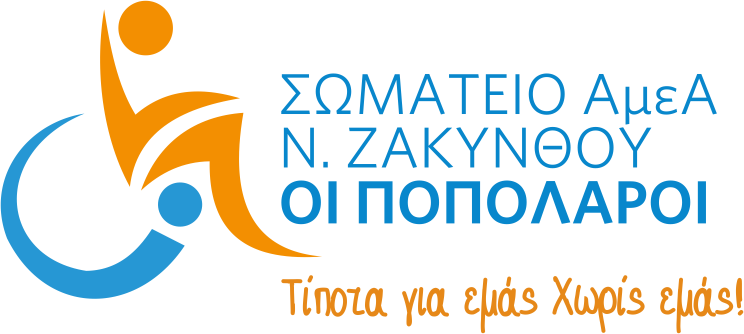 ΣΩΜΑΤΕΙΟ ΑμεΑ
Ν. ΖΑΚΥΝΘΟΥ
ΟΙ ΠΟΠΟΛΑΡΟΙ
Τίποτα για εμάς Χωρίς εμάς!